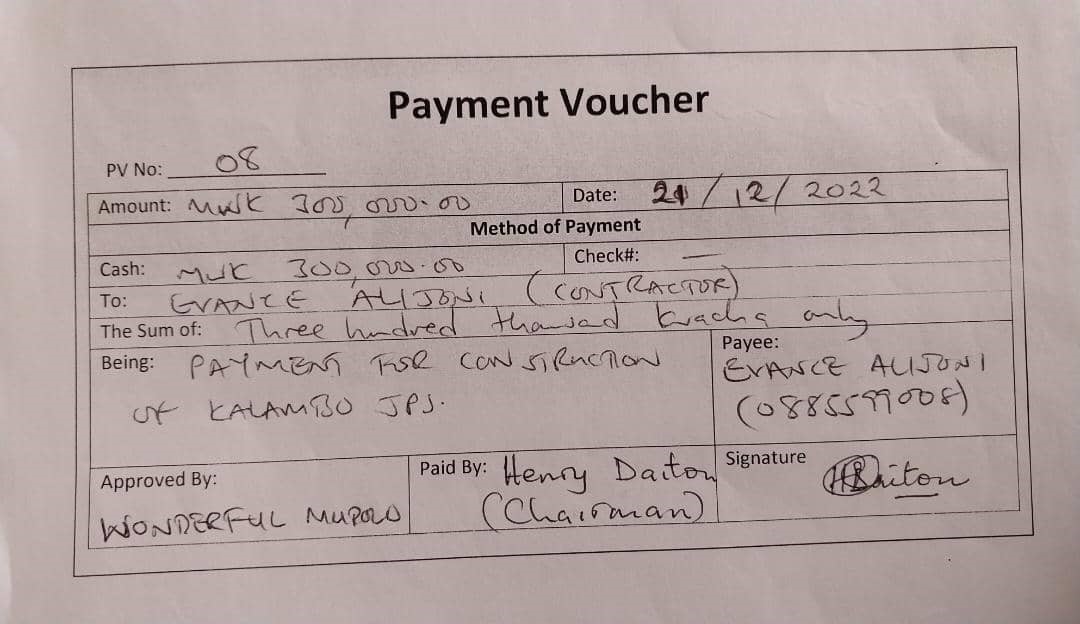 Payment Voucher
PV No: 08
Amount: MWK 300,000.00 Date: 21/12/2022
Method of Payment
Cash: MWK 300,000.00 Check#: —
To: EVANCE ALIJONI (CONTRACTOR)
The Sum of: Three hundred thousad kwacha only
Being: PAYMENT FOR CONSTRUCTION
OF KALAMBO JPS.
Payee:
EVANCE ALIJONI
(0885599008)
Approved By:
WONDERFUL MUPOLO
Paid By: Henry Daiton
(Chairman)
Signature HDaiton